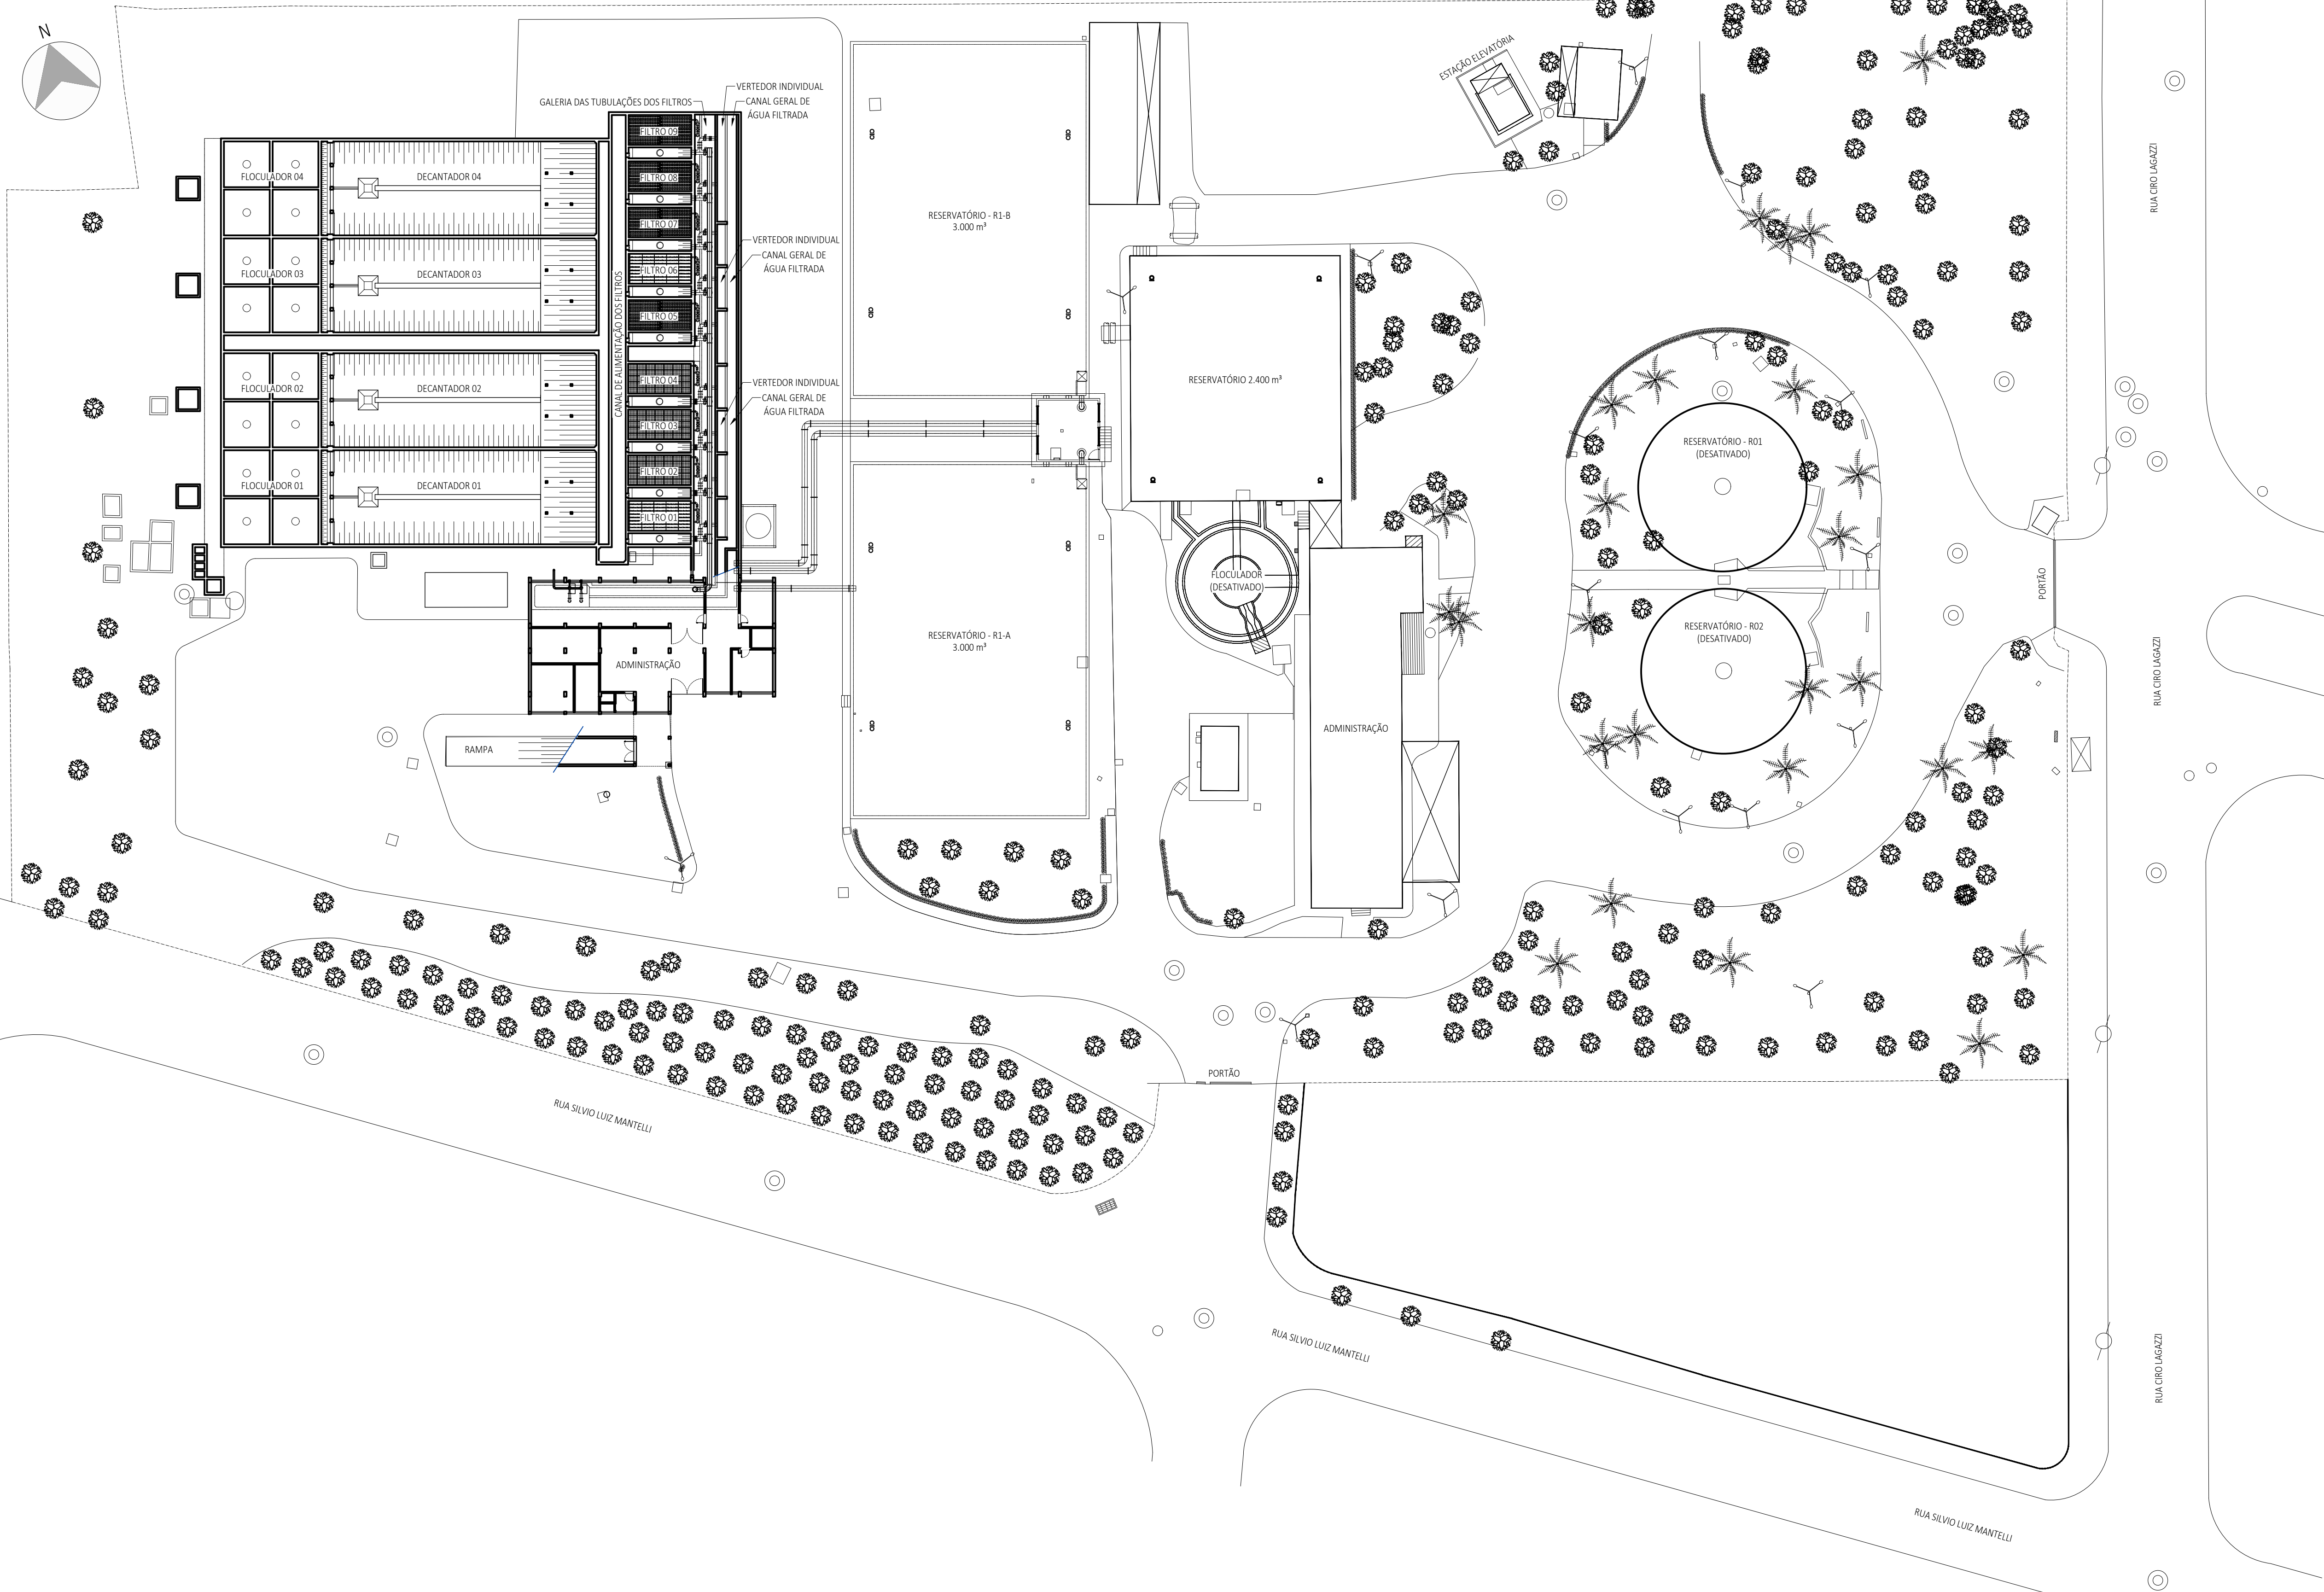 N
ESTAÇÃO ELEVATÓRIA
VERTEDOR INDIVIDUAL
GALERIA DAS TUBULAÇÕES DOS FILTROS
CANAL GERAL DE
ÁGUA FILTRADA
FILTRO 09
FLOCULADOR 04
DECANTADOR 04
FILTRO 08
FILTRO 07
RESERVATÓRIO - R1-B
3.000 m³
VERTEDOR INDIVIDUAL
CANAL GERAL DE
ÁGUA FILTRADA
FLOCULADOR 03
DECANTADOR 03
FILTRO 06
FILTRO 05
CANAL DE ALIMENTAÇÃO DOS FILTROS
FLOCULADOR 02
DECANTADOR 02
FILTRO 04
VERTEDOR INDIVIDUAL
CANAL GERAL DE
ÁGUA FILTRADA
FILTRO 03
FILTRO 02
FLOCULADOR 01
DECANTADOR 01
FILTRO 01
RESERVATÓRIO 2.400 m³
RESERVATÓRIO - R01
(DESATIVADO)
RUA CIRO LAGAZZI
FLOCULADOR
(DESATIVADO)
PORTÃO
RESERVATÓRIO - R1-A
3.000 m³
RESERVATÓRIO - R02
(DESATIVADO)
ADMINISTRAÇÃO
RUA CIRO LAGAZZI
RAMPA
ADMINISTRAÇÃO
PORTÃO
RUA SILVIO LUIZ MANTELLI
RUA SILVIO LUIZ MANTELLI
RUA CIRO LAGAZZI
RUA SILVIO LUIZ MANTELLI